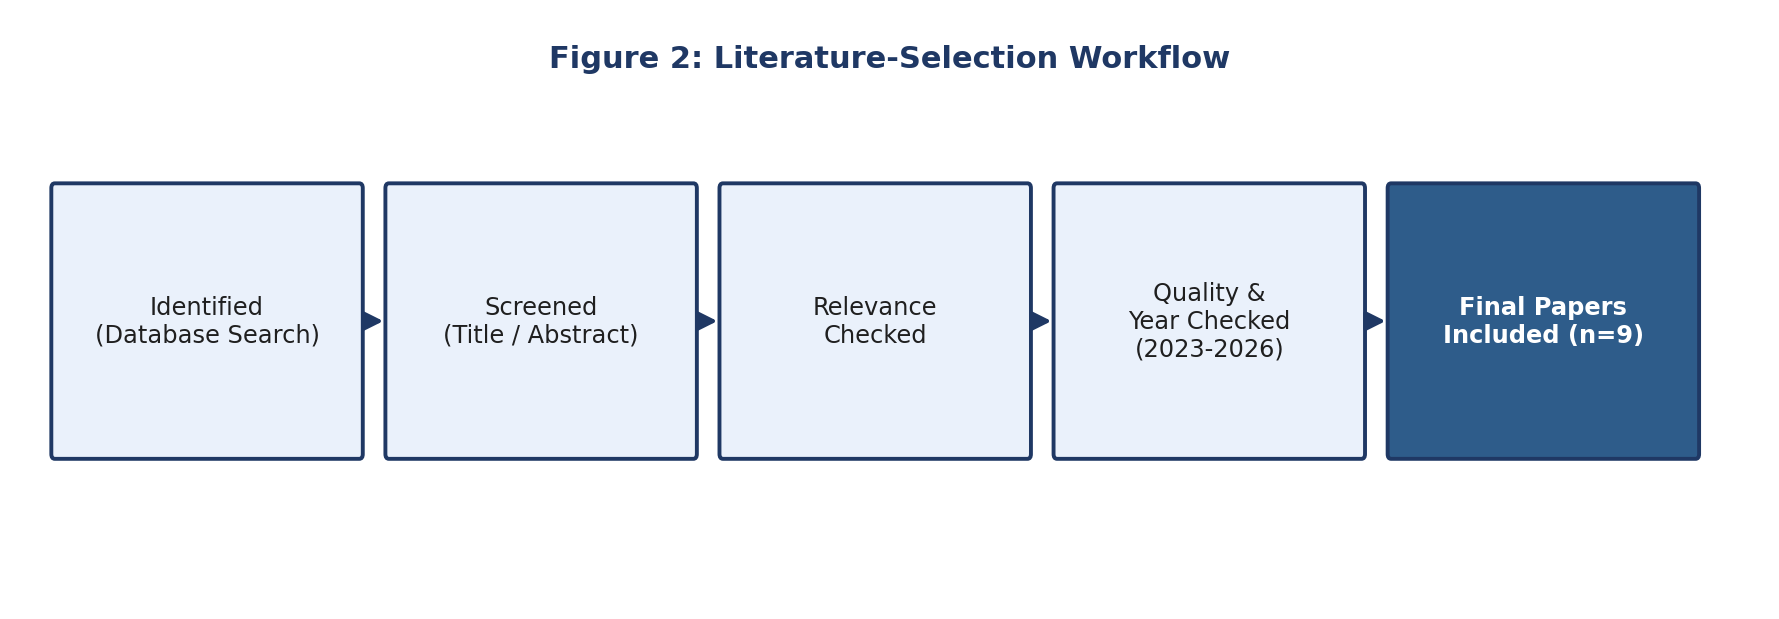 Figure 2: Literature-Selection Workflow
Identified
(Database Search)
Screened
(Title / Abstract)
Relevance
Checked
Quality &
Year Checked
(2023-2026)
Final Papers
Included (n=9)